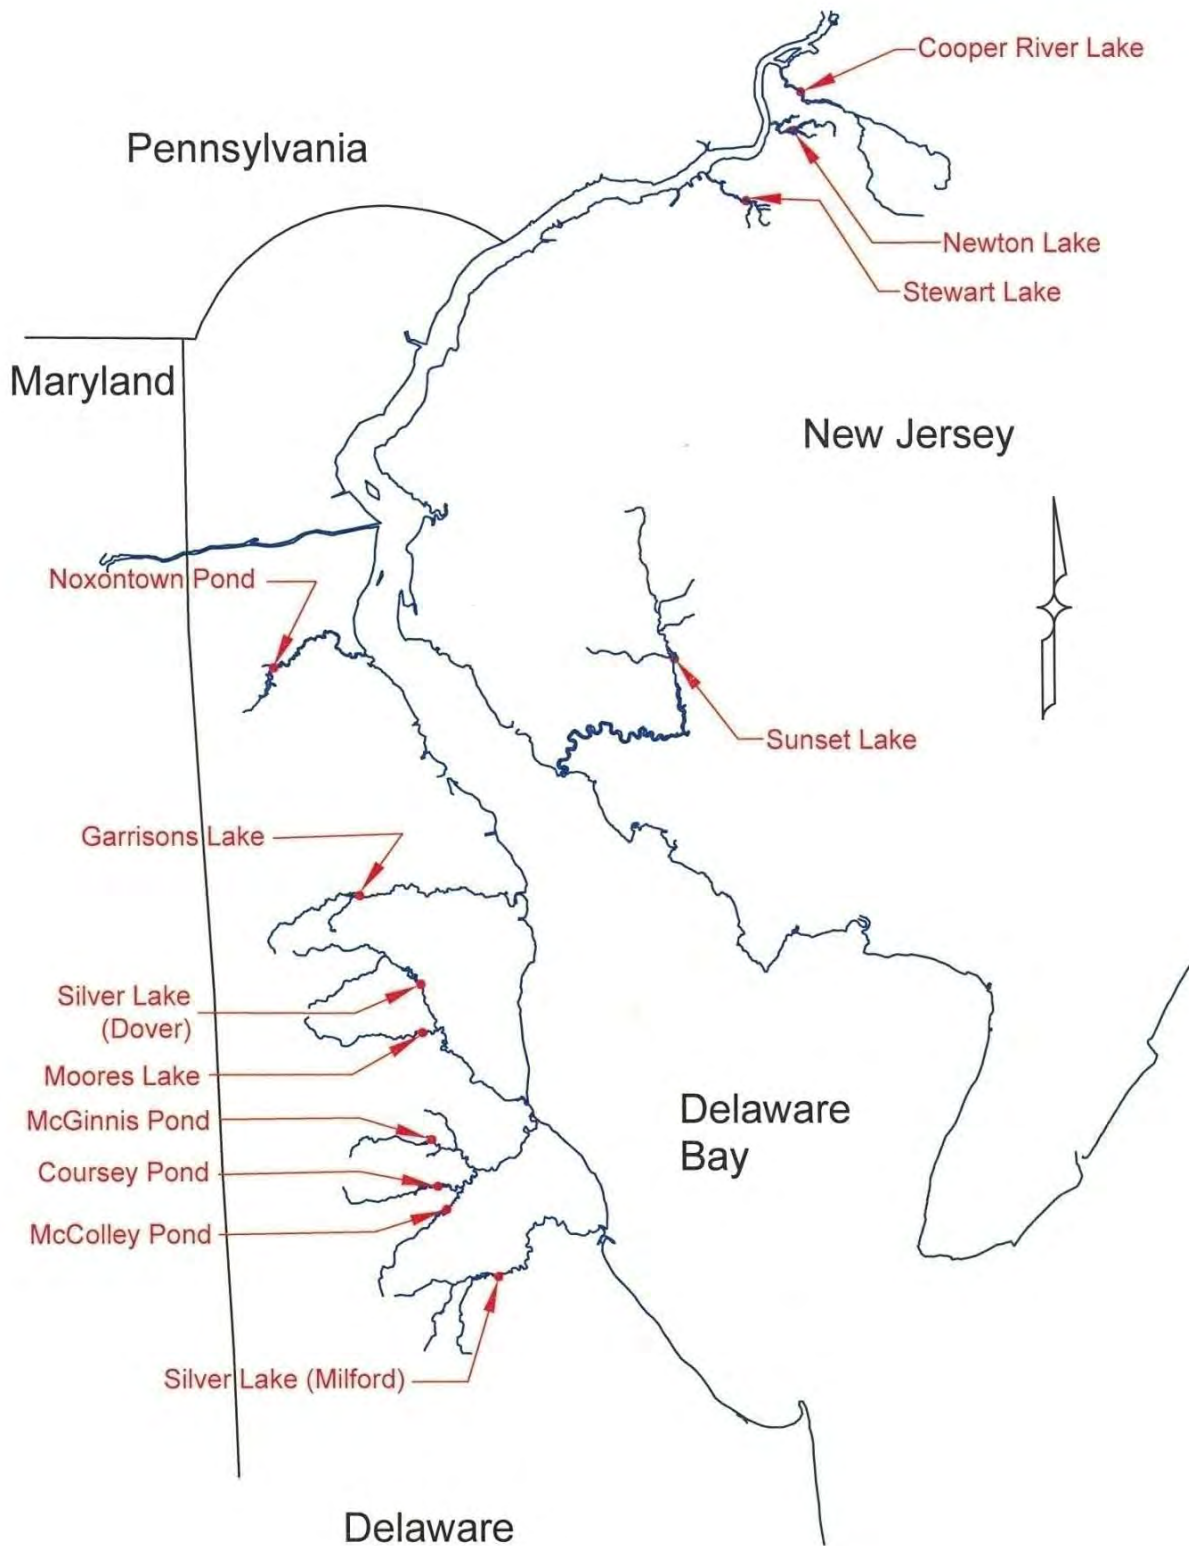 Cooper River Lake
Pennsylvania
Newton Lake
Stewart Lake
Maryland
New Jersey
Noxontown Pond
Sunset Lake
Garrisons Lake
Silver Lake
(Dover)
Moores Lake
McGinnis Pond
Delaware
Bay
Coursey Pond
McColley Pond
Silver Lake (Milford)
Delaware